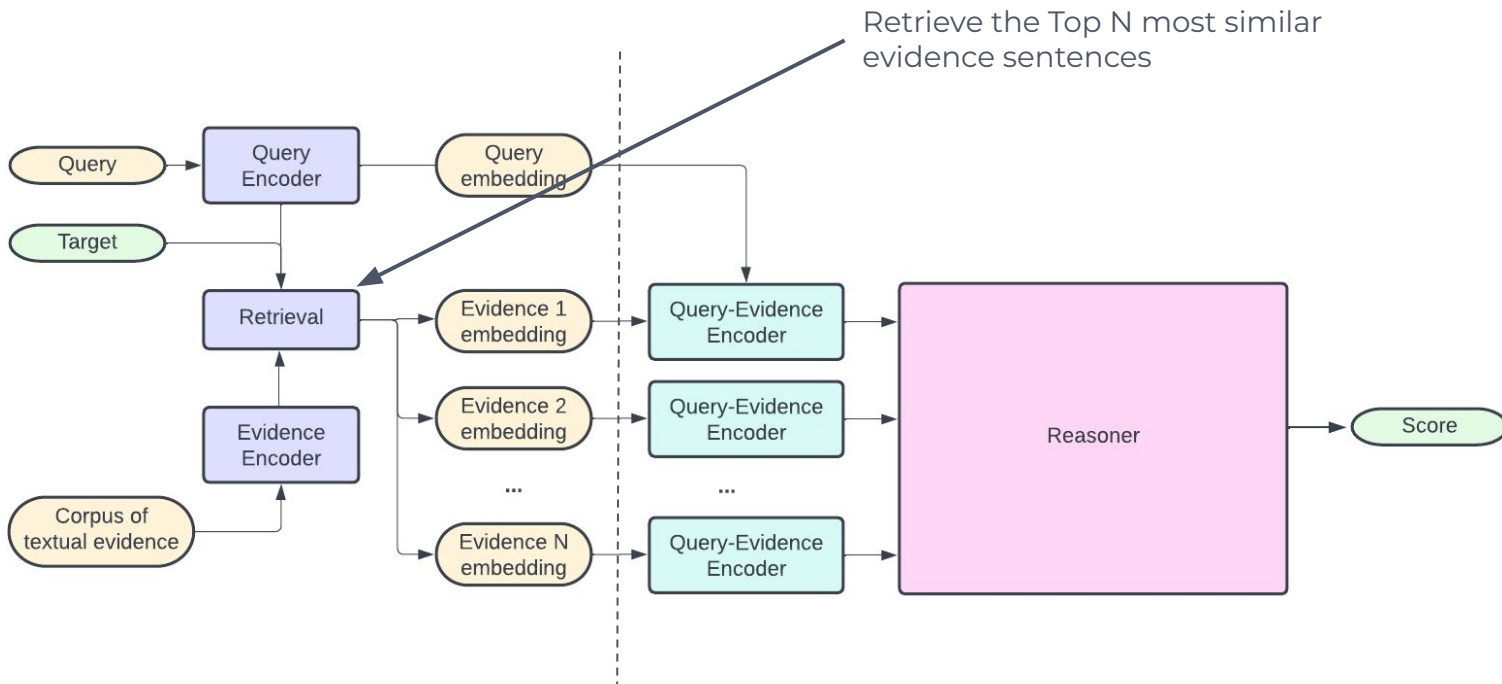 Retrieve the Top N most similar
evidence sentences
Query
Query
Encoder
Query
embedding
Target
Retrieval
Evidence 1
embedding
Query-Evidence
Encoder
Evidence
Encoder
Evidence 2
embedding
Query-Evidence
Encoder
Reasoner
Score
...
...
Corpus of
textual evidence
Evidence N
embedding
Query-Evidence
Encoder